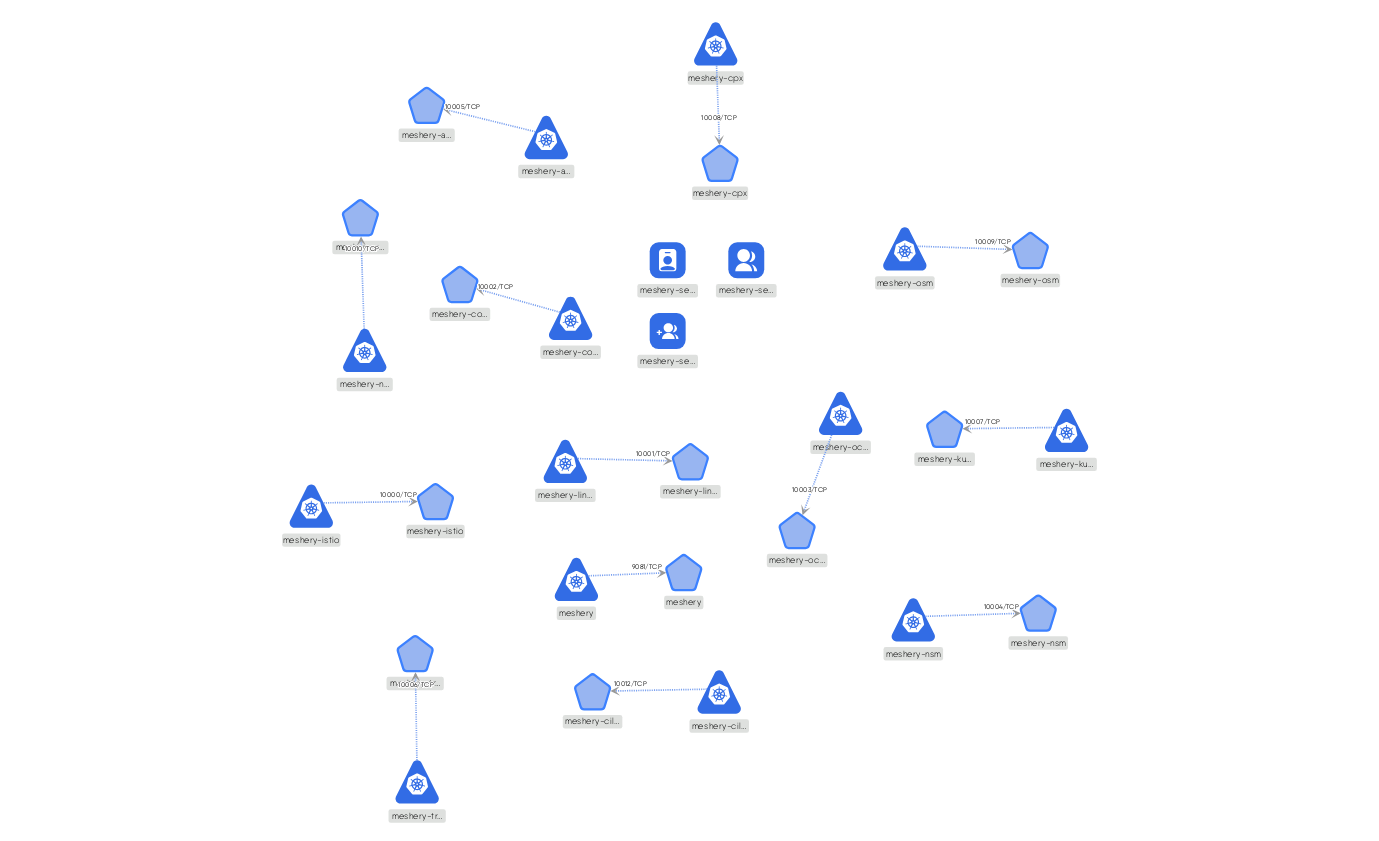 meshery-cpx
10005/TCP
10008/TCP
meshery-a...
meshery-a...
meshery-cpx
10010/TCP
10009/TCP
meshery-osm
meshery-osm
10002/TCP
meshery-se...
meshery-se...
meshery-co...
meshery-co...
meshery-se...
meshery-n...
10007/TCP
meshery-oc...
10001/TCP
meshery-ku...
meshery-ku...
meshery-lin...
meshery-lin...
10003/TCP
10000/TCP
meshery-istio
meshery-istio
meshery-oc...
9081/TCP
meshery
meshery
10004/TCP
meshery-nsm
meshery-nsm
10006/TCP
10012/TCP
meshery-cil...
meshery-cil...
meshery-tr...